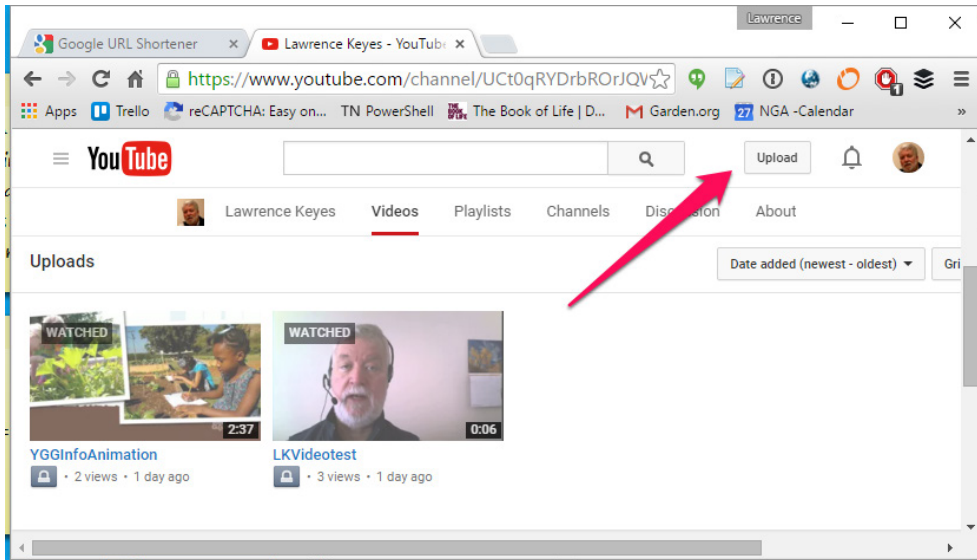 Lawrence
Google URL Shortener
Lawrence Keyes - YouTube
https://www.youtube.com/channel/UCt0qRYDrbROrJQV
1
Apps Trello reCAPTCHA: Easy on... TN PowerShell The Book of Life | D... Garden.org 27 NGA -Calendar »
YouTube Upload
Lawrence Keyes Videos Playlists Channels Discussion About
Uploads Date added (newest - oldest) Gri
WATCHED WATCHED
2:37 0:06
YGGInfoAnimation LKVideotest
• 2 views • 1 day ago • 3 views • 1 day ago